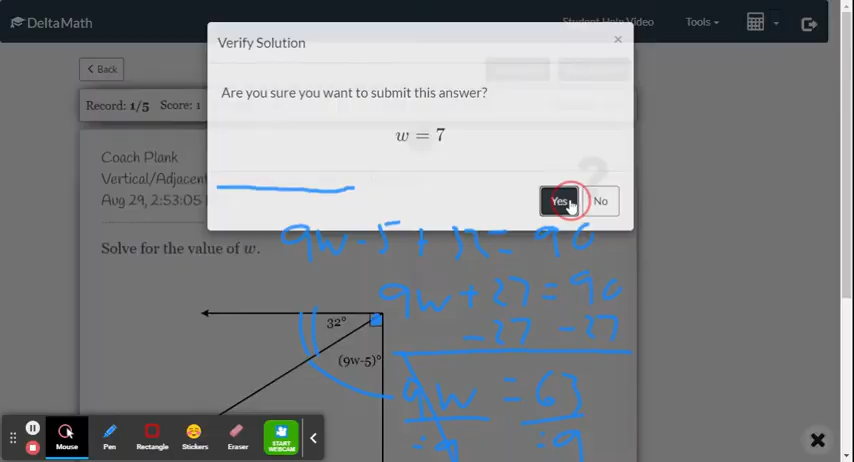 DeltaMath
Student Help Video
Tools
Back
Verify Solution
×
Are you sure you want to submit this answer?
w = 7
Yes
No
Record: 1/5 Score: 1
Coach Plank
Vertical/Adjacent
Aug 29, 2:53:05
Solve for the value of w.
9w - 5 + 32 = 90
9w + 27 = 90
- 27 - 27
32°
(9w-5)°
9w = 63
÷9 ÷9
Mouse
Pen
Rectangle
Stickers
Eraser
START WEBCAM